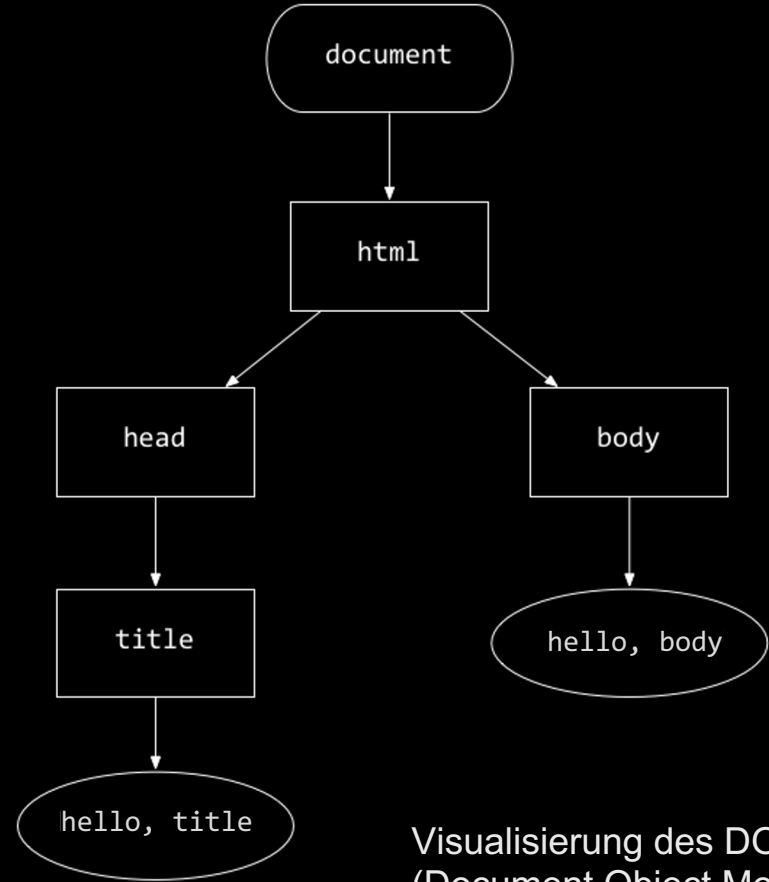 document
html
head
body
title
hello, body
hello, title
Visualisierung des
(Document Object